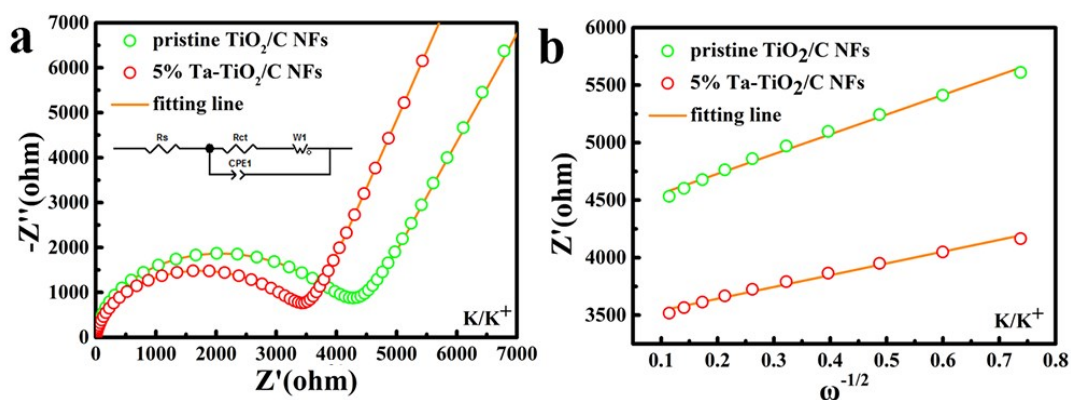 a
7000
6000
5000
4000
3000
2000
1000
0
-Z''(ohm)
pristine TiO₂/C NFs
5% Ta-TiO₂/C NFs
fitting line
Rs
Rct
W1
CPE1
K/K⁺
0 1000 2000 3000 4000 5000 6000 7000
Z'(ohm)
b
6000
5500
5000
4500
4000
3500
Z'(ohm)
pristine TiO₂/C NFs
5% Ta-TiO₂/C NFs
fitting line
K/K⁺
0.1 0.2 0.3 0.4 0.5 0.6 0.7 0.8
ω⁻¹/²